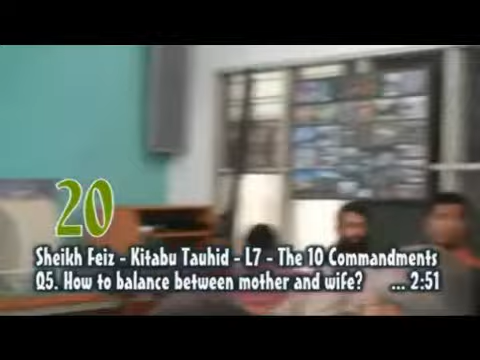 20
Sheikh Feiz - Kitabu Tauhid - L7 - The 10 Commandments
Q5. How to balance between mother and wife? ... 2:51